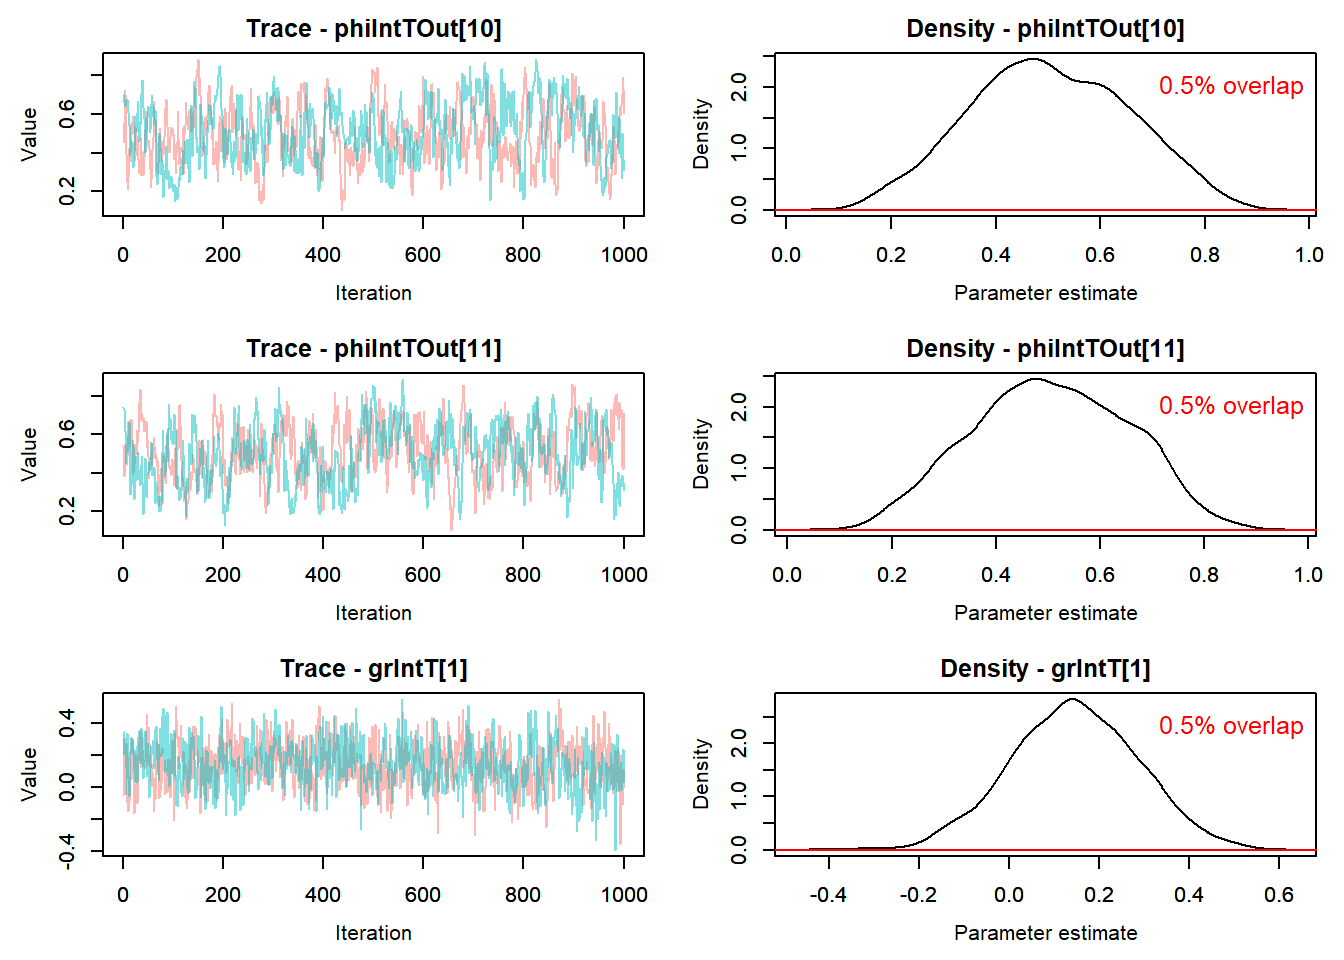 Trace - phiIntTOut[10]
Value
0.6
0.2
0 200 400 600 800 1000
Iteration
Density - phiIntTOut[10]
Density
2.0
1.0
0.0
0.5% overlap
0.0 0.2 0.4 0.6 0.8 1.0
Parameter estimate
Trace - phiIntTOut[11]
Value
0.6
0.2
0 200 400 600 800 1000
Iteration
Density - phiIntTOut[11]
Density
2.0
1.0
0.0
0.5% overlap
0.0 0.2 0.4 0.6 0.8 1.0
Parameter estimate
Trace - grIntT[1]
Value
0.4
0.0
-0.4
0 200 400 600 800 1000
Iteration
Density - grIntT[1]
Density
2.0
1.0
0.0
0.5% overlap
-0.4 -0.2 0.0 0.2 0.4 0.6
Parameter estimate